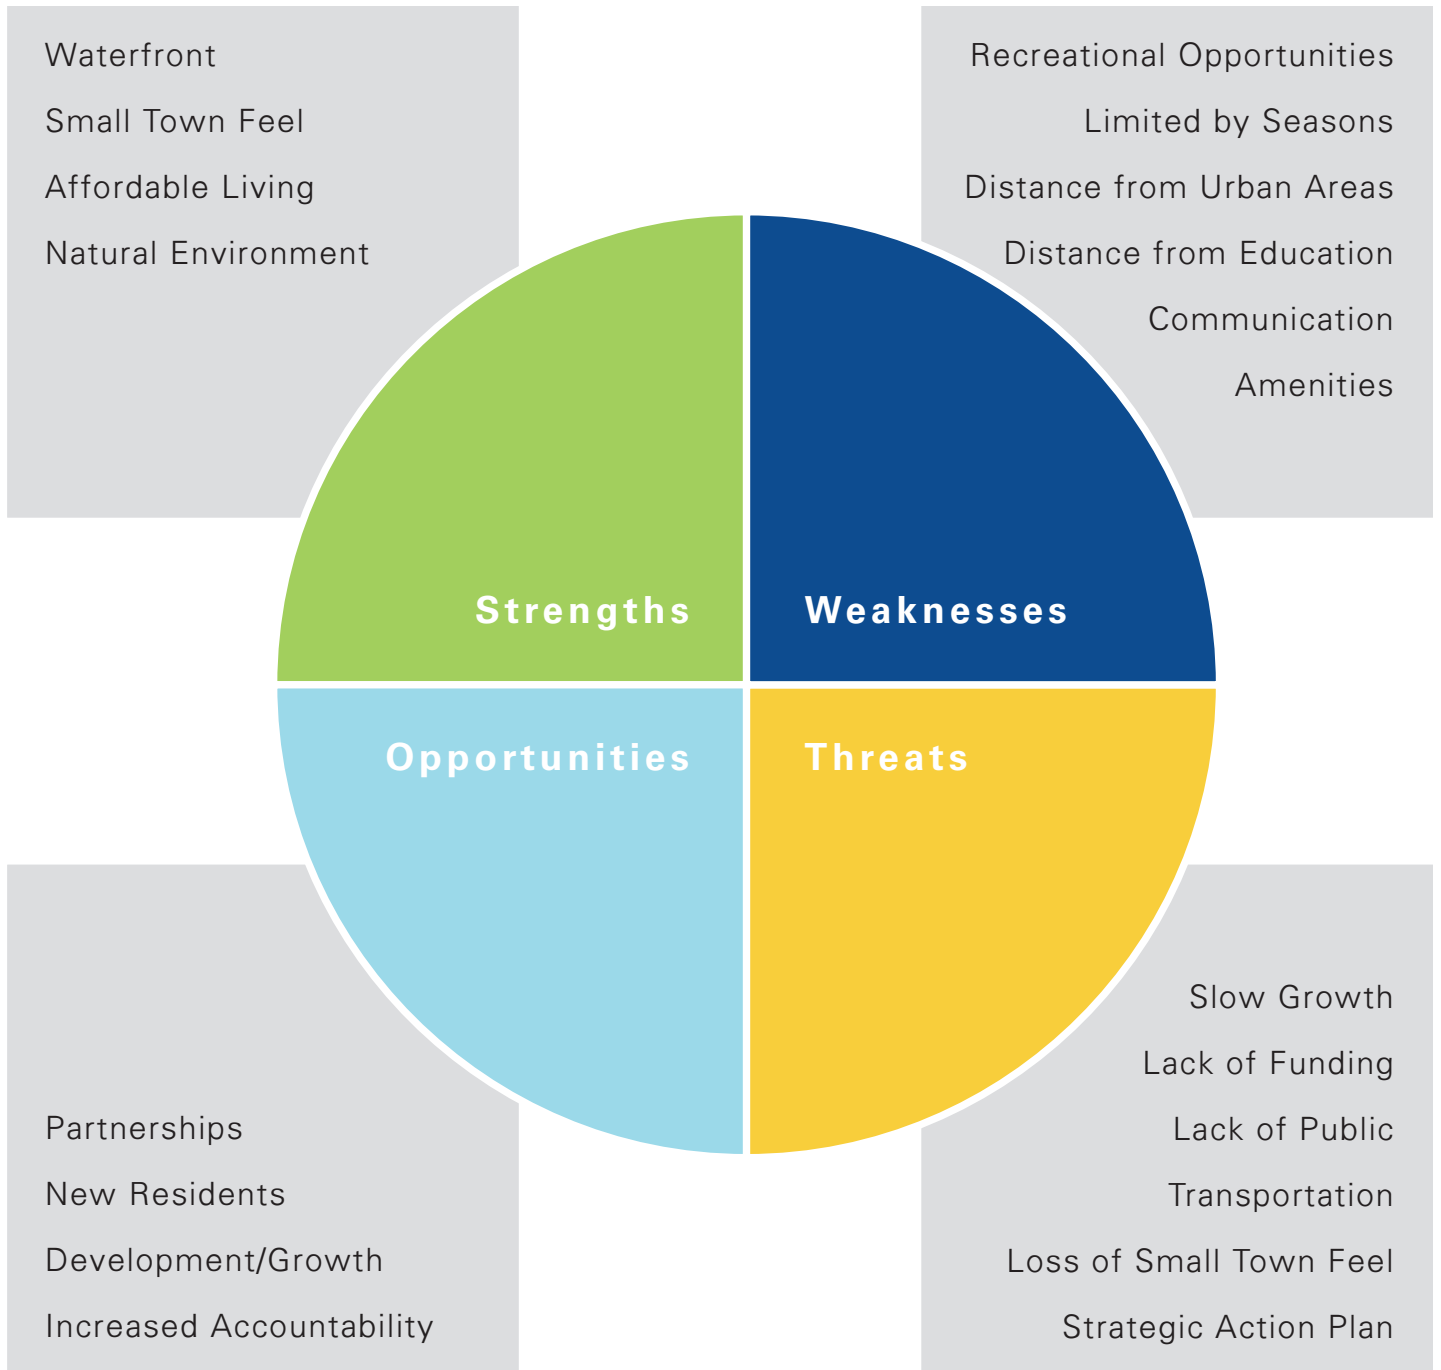 Waterfront
Small Town Feel
Affordable Living
Natural Environment
Recreational Opportunities
Limited by Seasons
Distance from Urban Areas
Distance from Education
Communication
Amenities
Strengths
Weaknesses
Opportunities
Threats
Partnerships
New Residents
Development/Growth
Increased Accountability
Slow Growth
Lack of Funding
Lack of Public
Transportation
Loss of Small Town Feel
Strategic Action Plan